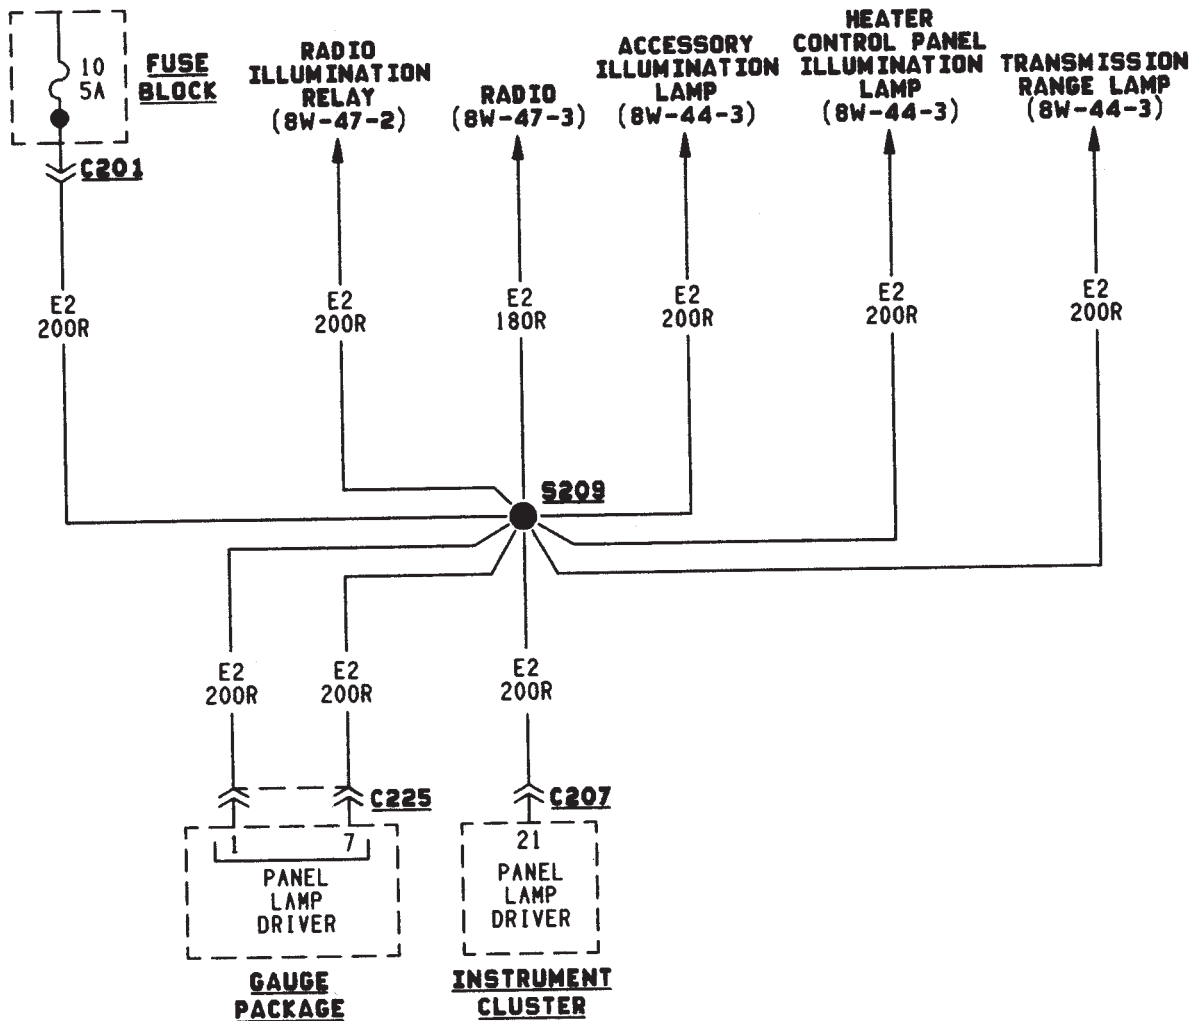 10
5A
FUSE
BLOCK
C201
RADIO
ILLUMINATION
RELAY
(8W-47-2)
RADIO
(8W-47-3)
ACCESSORY
ILLUMINATION
LAMP
(8W-44-3)
HEATER
CONTROL PANEL
ILLUMINATION
LAMP
(8W-44-3)
TRANSMISSION
RANGE LAMP
(8W-44-3)
E2
200R
E2
200R
E2
180R
E2
200R
E2
200R
E2
200R
S209
E2
200R
E2
200R
E2
200R
C225
C207
1
7
PANEL
LAMP
DRIVER
GAUGE
PACKAGE
21
PANEL
LAMP
DRIVER
INSTRUMENT
CLUSTER